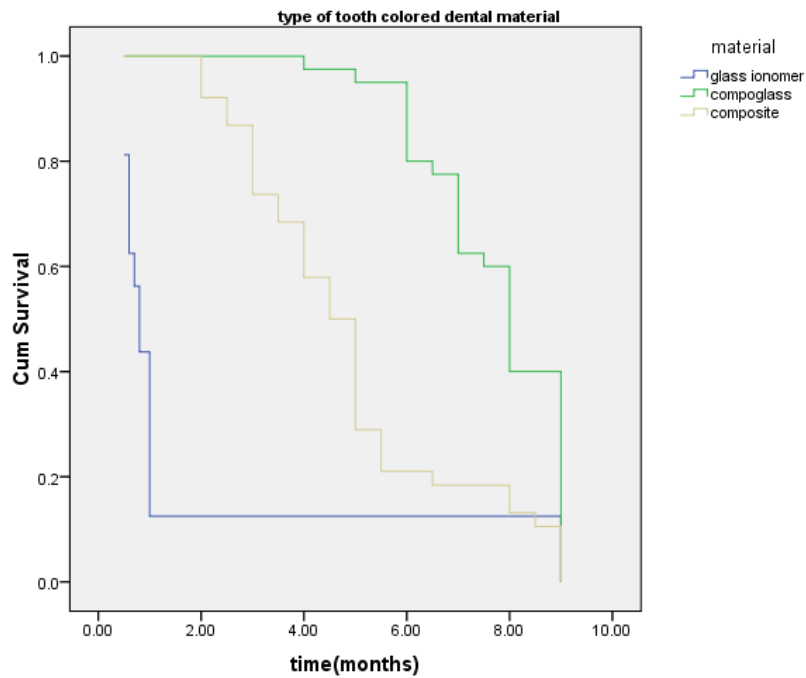 type of tooth colored dental material
material
glass ionomer
compoglass
composite
Cum Survival
1.0
0.8
0.6
0.4
0.2
0.0
0.00 2.00 4.00 6.00 8.00 10.00
time(months)